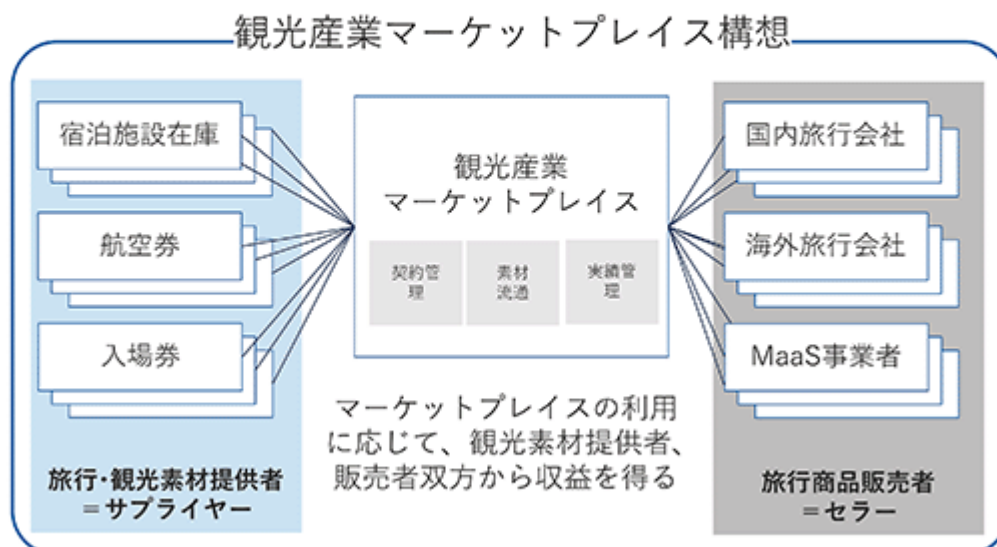 観光産業マーケットプレイス構想
宿泊施設在庫
航空券
入場券
旅行・観光素材提供者
＝サプライヤー
観光産業
マーケットプレイス
契約管
理
素材
流通
実績管
理
マーケットプレイスの利用
に応じて、観光素材提供者、
販売者双方から収益を得る
国内旅行会社
海外旅行会社
MaaS事業者
旅行商品販売者
＝セラー